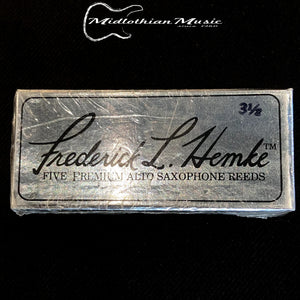 Midlothian Music
3½
Frederick L. Hemke™
FIVE PREMIUM ALTO SAXOPHONE REEDS